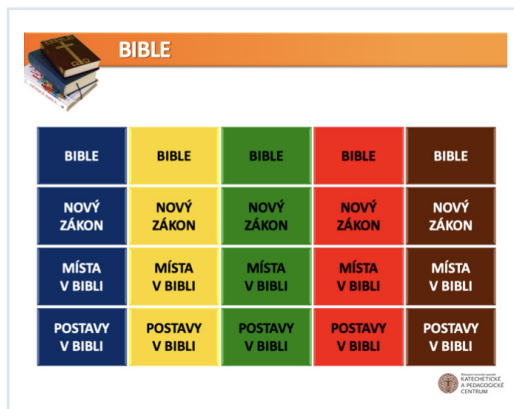 BIBLE
BIBLE BIBLE BIBLE BIBLE BIBLE
NOVÝ NOVÝ NOVÝ NOVÝ NOVÝ
ZÁKON ZÁKON ZÁKON ZÁKON ZÁKON
MÍSTA MÍSTA MÍSTA MÍSTA MÍSTA
V BIBLI V BIBLI V BIBLI V BIBLI V BIBLI
POSTAVY POSTAVY POSTAVY POSTAVY POSTAVY
V BIBLI V BIBLI V BIBLI V BIBLI V BIBLI
KATECHETICKÉ
A PEDAGOGICKÉ
CENTRUM